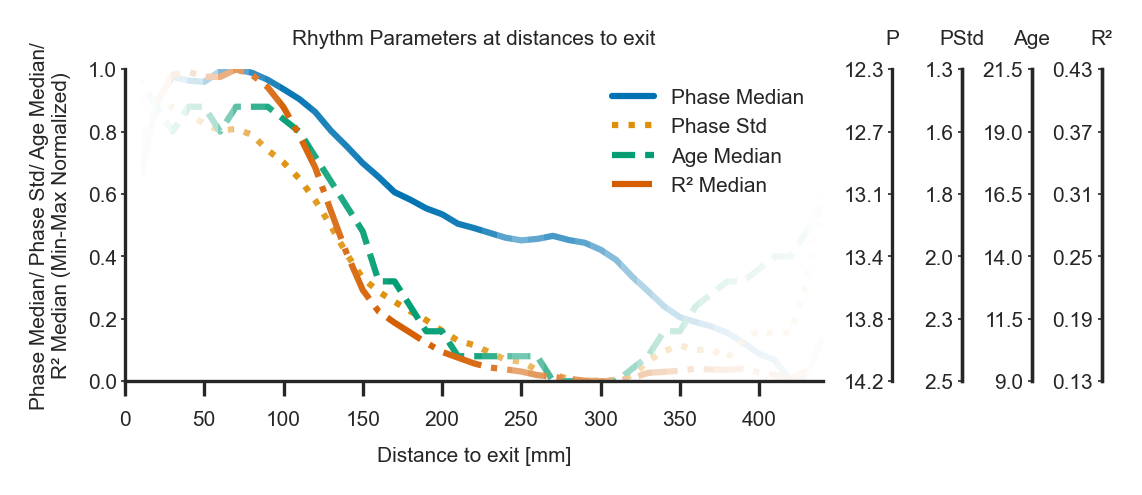 Rhythm Parameters at distances to exit
P PStd Age R²
Phase Median/ Phase Std/ Age Median/
R² Median (Min-Max Normalized)
1.0
0.8
0.6
0.4
0.2
0.0
Phase Median
Phase Std
Age Median
R² Median
12.3 1.3 21.5 0.43
12.7 1.6 19.0 0.37
13.1 1.8 16.5 0.31
13.4 2.0 14.0 0.25
13.8 2.3 11.5 0.19
14.2 2.5 9.0 0.13
0 50 100 150 200 250 300 350 400
Distance to exit [mm]